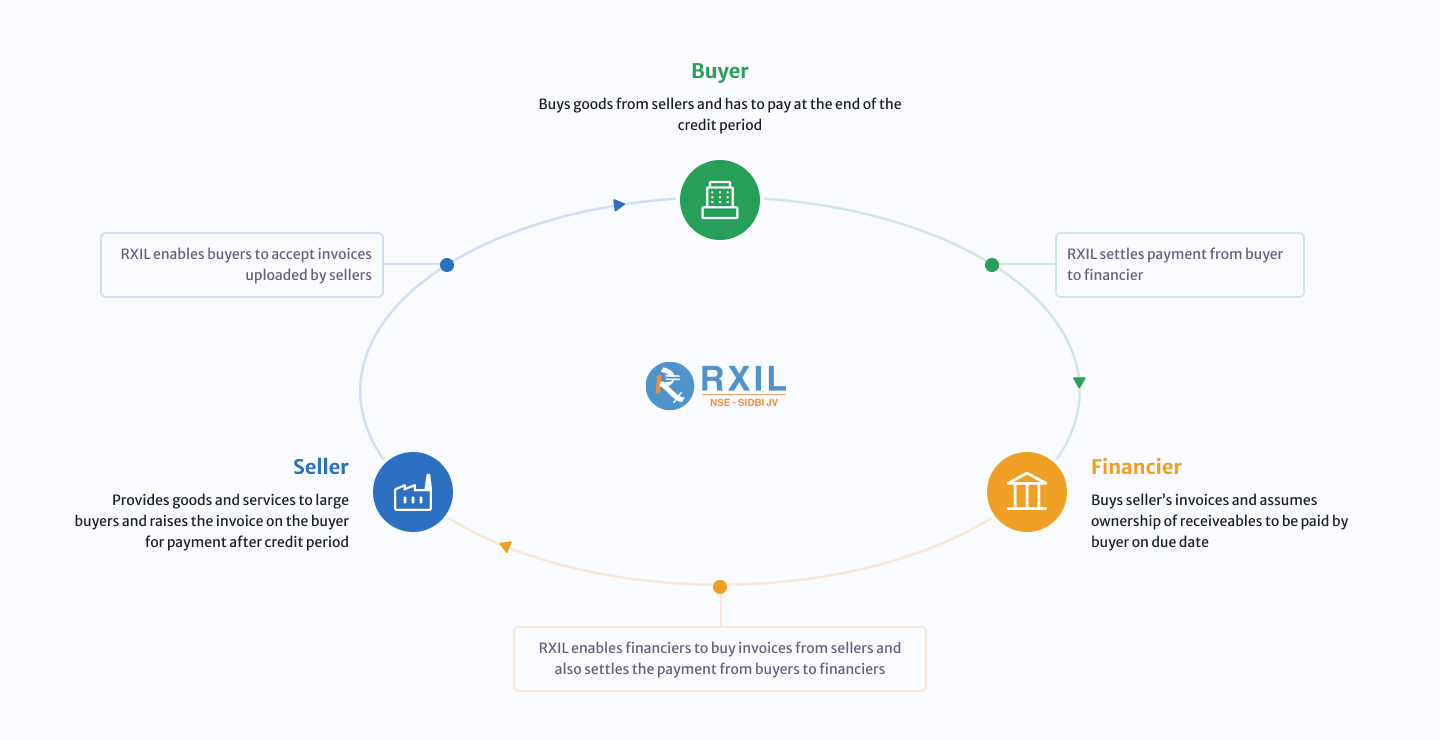 Buyer
Buys goods from sellers and has to pay at the end of the
credit period
RXIL enables buyers to accept invoices
uploaded by sellers
RXIL settles payment from buyer
to financier
RXIL
NSE - SIDBI JV
Seller
Provides goods and services to large
buyers and raises the invoice on the buyer
for payment after credit period
Financier
Buys seller’s invoices and assumes
ownership of receiveables to be paid by
buyer on due date
RXIL enables financiers to buy invoices from sellers and
also settles the payment from buyers to financiers